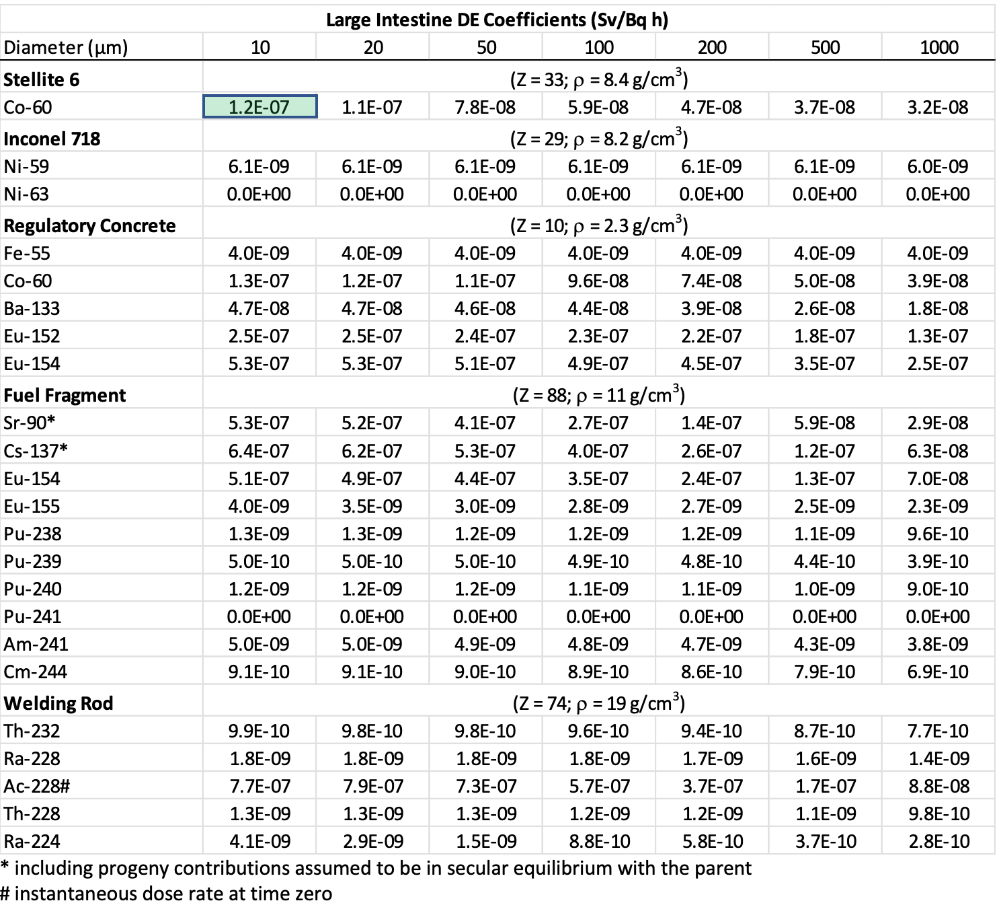 Large Intestine DE Coefficients (Sv/Bq h)
Diameter (µm) 10 20 50 100 200 500 1000
Stellite 6 (Z = 33; ρ = 8.4 g/cm³)
Co-60 1.2E-07 1.1E-07 7.8E-08 5.9E-08 4.7E-08 3.7E-08 3.2E-08
Inconel 718 (Z = 29; ρ = 8.2 g/cm³)
Ni-59 6.1E-09 6.1E-09 6.1E-09 6.1E-09 6.1E-09 6.1E-09 6.0E-09
Ni-63 0.0E+00 0.0E+00 0.0E+00 0.0E+00 0.0E+00 0.0E+00 0.0E+00
Regulatory Concrete (Z = 10; ρ = 2.3 g/cm³)
Fe-55 4.0E-09 4.0E-09 4.0E-09 4.0E-09 4.0E-09 4.0E-09 4.0E-09
Co-60 1.3E-07 1.2E-07 1.1E-07 9.6E-08 7.4E-08 5.0E-08 3.9E-08
Ba-133 4.7E-08 4.7E-08 4.6E-08 4.4E-08 3.9E-08 2.6E-08 1.8E-08
Eu-152 2.5E-07 2.5E-07 2.4E-07 2.3E-07 2.2E-07 1.8E-07 1.3E-07
Eu-154 5.3E-07 5.3E-07 5.1E-07 4.9E-07 4.5E-07 3.5E-07 2.5E-07
Fuel Fragment (Z = 88; ρ = 11 g/cm³)
Sr-90* 5.3E-07 5.2E-07 4.1E-07 2.7E-07 1.4E-07 5.9E-08 2.9E-08
Cs-137* 6.4E-07 6.2E-07 5.3E-07 4.0E-07 2.6E-07 1.2E-07 6.3E-08
Eu-154 5.1E-07 4.9E-07 4.4E-07 3.5E-07 2.4E-07 1.3E-07 7.0E-08
Eu-155 4.0E-09 3.5E-09 3.0E-09 2.8E-09 2.7E-09 2.5E-09 2.3E-09
Pu-238 1.3E-09 1.3E-09 1.2E-09 1.2E-09 1.2E-09 1.1E-09 9.6E-10
Pu-239 5.0E-10 5.0E-10 5.0E-10 4.9E-10 4.8E-10 4.4E-10 3.9E-10
Pu-240 1.2E-09 1.2E-09 1.2E-09 1.1E-09 1.1E-09 1.0E-09 9.0E-10
Pu-241 0.0E+00 0.0E+00 0.0E+00 0.0E+00 0.0E+00 0.0E+00 0.0E+00
Am-241 5.0E-09 5.0E-09 4.9E-09 4.8E-09 4.7E-09 4.3E-09 3.8E-09
Cm-244 9.1E-10 9.1E-10 9.0E-10 8.9E-10 8.6E-10 7.9E-10 6.9E-10
Welding Rod (Z = 74; ρ = 19 g/cm³)
Th-232 9.9E-10 9.8E-10 9.8E-10 9.6E-10 9.4E-10 8.7E-10 7.7E-10
Ra-228 1.8E-09 1.8E-09 1.8E-09 1.8E-09 1.7E-09 1.6E-09 1.4E-09
Ac-228# 7.7E-07 7.9E-07 7.3E-07 5.7E-07 3.7E-07 1.7E-07 8.8E-08
Th-228 1.3E-09 1.3E-09 1.3E-09 1.2E-09 1.2E-09 1.1E-09 9.8E-10
Ra-224 4.1E-09 2.9E-09 1.5E-09 8.8E-10 5.8E-10 3.7E-10 2.8E-10
* including progeny contributions assumed to be in secular equilibrium with the parent
# instantaneous dose rate at time zero